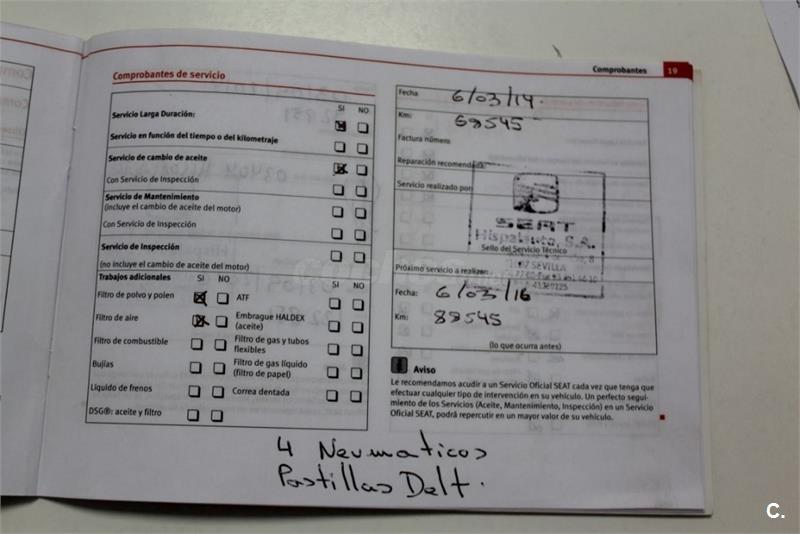 Comprobantes
19
Comprobantes de servicio
SI NO
Servicio Larga Duración:
Servicio en función del tiempo o del kilometraje
Servicio de cambio de aceite
Con Servicio de Inspección
Servicio de Mantenimiento
(incluye el cambio de aceite del motor)
Con Servicio de Inspección
Servicio de Inspección
(no incluye el cambio de aceite del motor)
Trabajos adicionales SI NO SI NO
Filtro de polvo y polen
ATF
Filtro de aire
Embrague HALDEX
(aceite)
Filtro de combustible
Filtro de gas y tubos
flexibles
Bujías
Filtro de gas líquido
(filtro de papel)
Líquido de frenos
Correa dentada
DSG®: aceite y filtro
Fecha 6/03/14.
Km: 68545
Factura número
Reparación recomendada:
Servicio realizado por:
SEAT
Hispalauto, S.A.
Sello del Servicio Técnico
SEVILLA
Próximo servicio a realizar:
Fecha: 6/03/16
Km: 88545
(lo que ocurra antes)
Aviso
Le recomendamos acudir a un Servicio Oficial SEAT cada vez que tenga que
efectuar cualquier tipo de intervención en su vehículo. Un perfecto segui-
miento de los Servicios (Aceite, Mantenimiento, Inspección) en un Servicio
Oficial SEAT, podrá repercutir en un mayor valor de su vehículo.
4 Neumaticos
Pastillas Delt.
C.